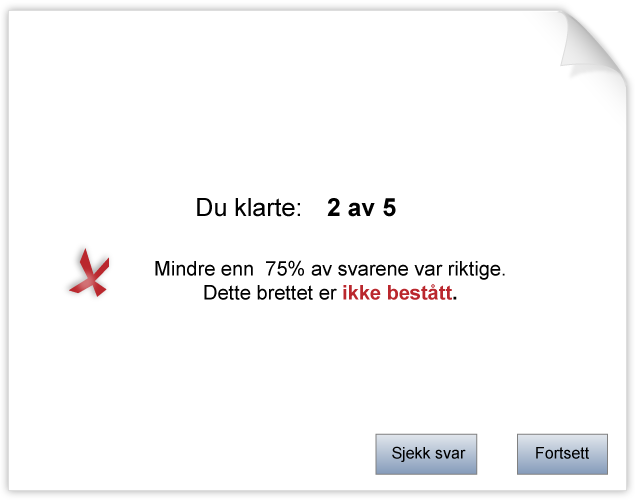 Du klarte: 2 av 5
Mindre enn 75% av svarene var riktige.
Dette brettet er ikke bestått.
Sjekk svar Fortsett